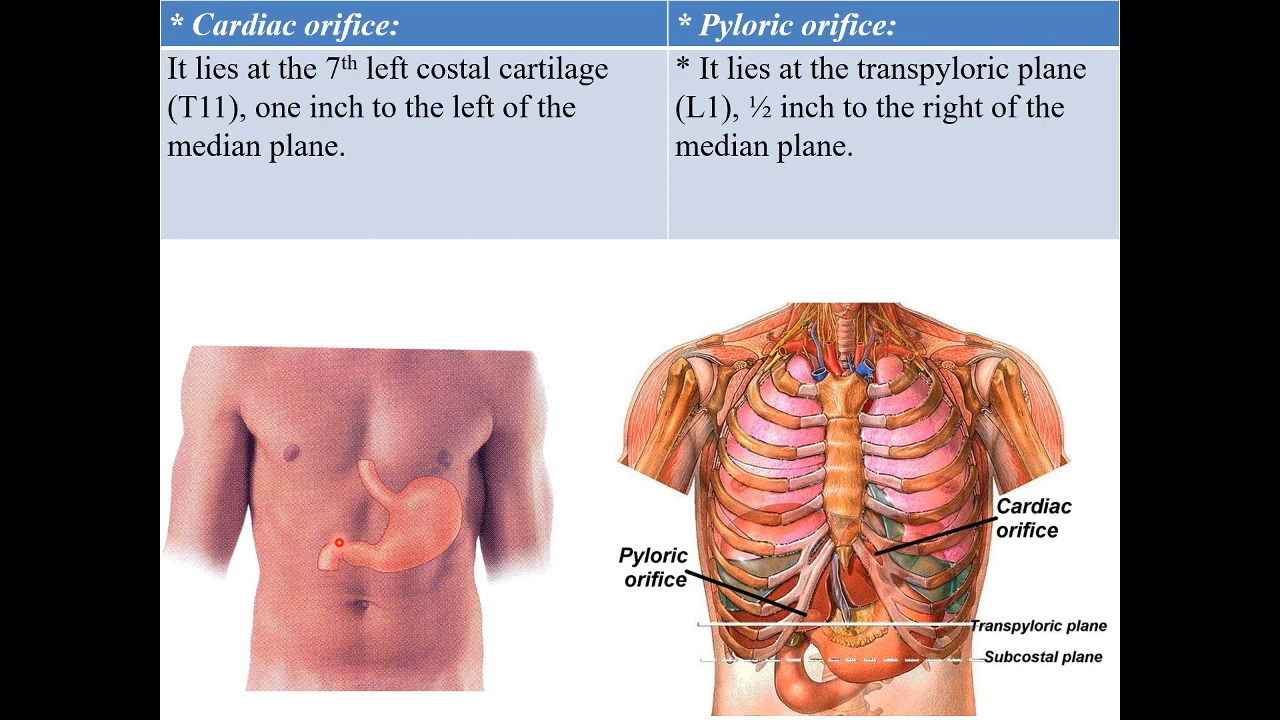 * Cardiac orifice:
It lies at the 7th left costal cartilage
(T11), one inch to the left of the
median plane.
* Pyloric orifice:
* It lies at the transpyloric plane
(L1), ½ inch to the right of the
median plane.
Cardiac
orifice
Pyloric
orifice
Transpyloric plane
Subcostal plane